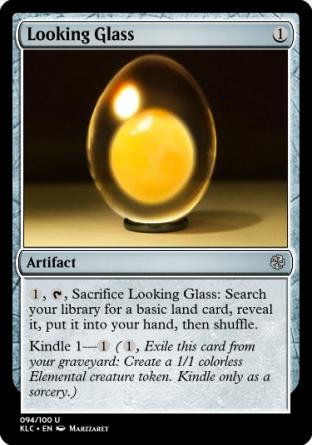 Looking Glass 1
Artifact
1, T, Sacrifice Looking Glass: Search
your library for a basic land card, reveal
it, put it into your hand, then shuffle.
Kindle 1—1 (1, Exile this card from
your graveyard: Create a 1/1 colorless
Elemental creature token. Kindle only as a
sorcery.)
094/100 U
KLC • EN Marizaret